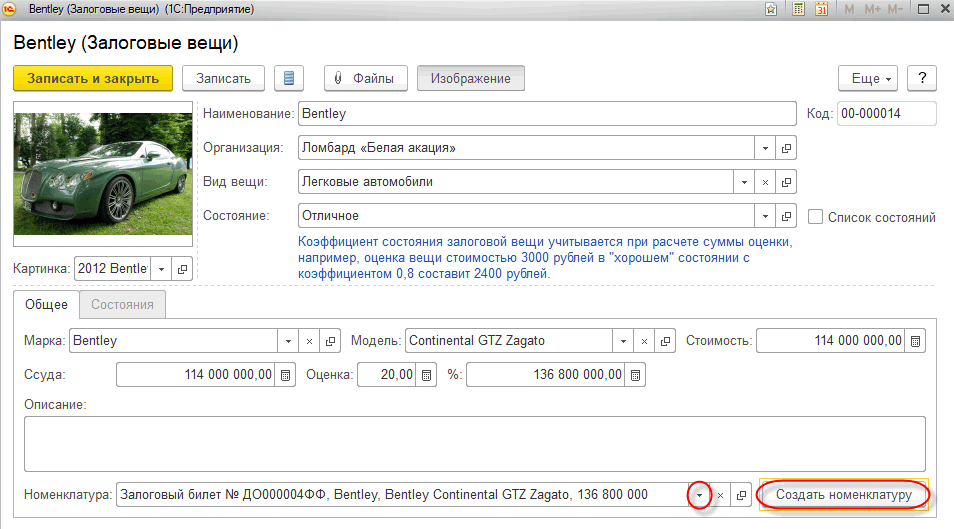 Bentley (Залоговые вещи) (1С:Предприятие)
M M+ M-
Bentley (Залоговые вещи)
Записать и закрыть Записать Файлы Изображение Еще ?
Наименование: Bentley Код: 00-000014
Организация: Ломбард «Белая акация»
Вид вещи: Легковые автомобили
Состояние: Отличное Список состояний
Коэффициент состояния залоговой вещи учитывается при расчете суммы оценки,
например, оценка вещи стоимостью 3000 рублей в "хорошем" состоянии с
коэффициентом 0,8 составит 2400 рублей.
Картинка: 2012 Bentle
Общее Состояния
Марка: Bentley Модель: Continental GTZ Zagato Стоимость: 114 000 000,00
Ссуда: 114 000 000,00 Оценка: 20,00 %: 136 800 000,00
Описание:
Номенклатура: Залоговый билет № ДО000004ФФ, Bentley, Bentley Continental GTZ Zagato, 136 800 000 Создать номенклатуру